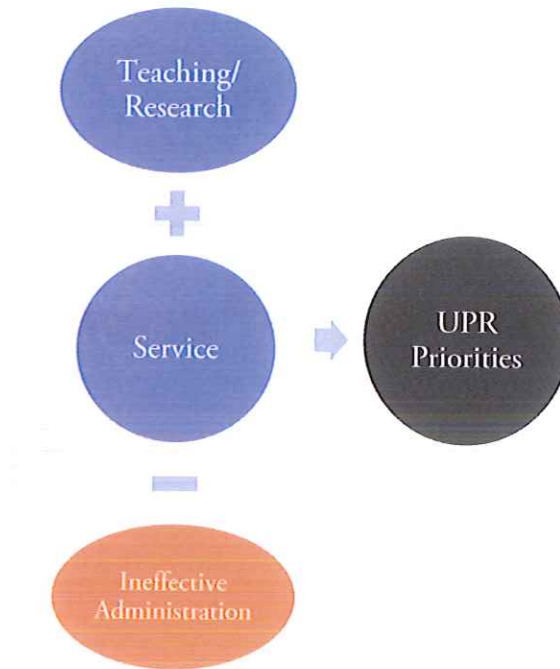 Teaching/
Research
Service
UPR
Priorities
Ineffective
Administration